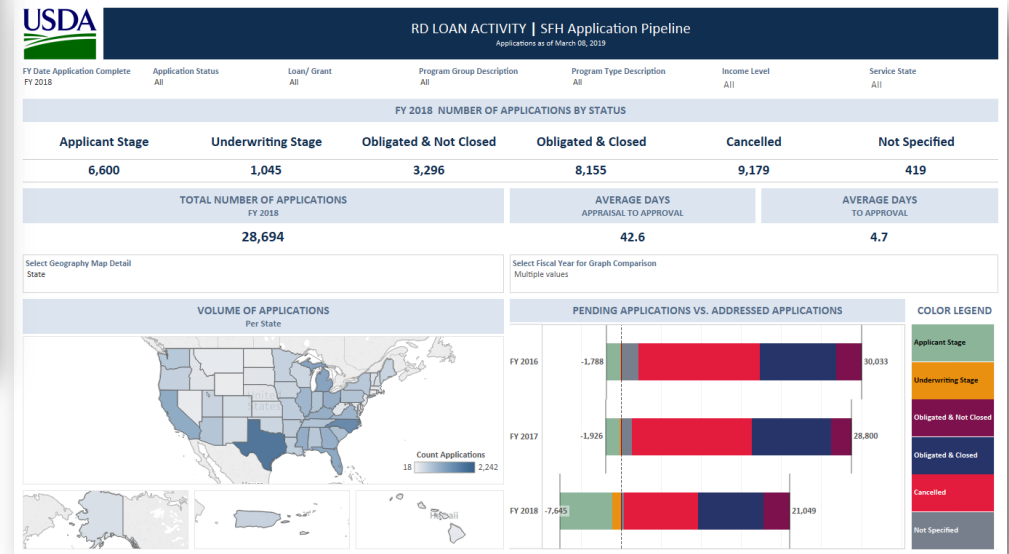 USDA
RD LOAN ACTIVITY | SFH Application Pipeline
Applications as of March 08, 2019
FY Date Application Complete
FY 2018
Application Status
All
Loan/ Grant
All
Program Group Description
All
Program Type Description
All
Income Level
All
Service State
All
FY 2018 NUMBER OF APPLICATIONS BY STATUS
Applicant Stage Underwriting Stage Obligated & Not Closed Obligated & Closed Cancelled Not Specified
6,600 1,045 3,296 8,155 9,179 419
TOTAL NUMBER OF APPLICATIONS
FY 2018
28,694
AVERAGE DAYS
APPRAISAL TO APPROVAL
42.6
AVERAGE DAYS
TO APPROVAL
4.7
Select Geography Map Detail
State
Select Fiscal Year for Graph Comparison
Multiple values
VOLUME OF APPLICATIONS
Per State
United
States
Count Applications
18 2,242
Hawaii
PENDING APPLICATIONS VS. ADDRESSED APPLICATIONS
FY 2016 -1,788 30,033
FY 2017 -1,926 28,800
FY 2018 -7,645 21,049
COLOR LEGEND
Applicant Stage
Underwriting Stage
Obligated & Not Closed
Obligated & Closed
Cancelled
Not Specified